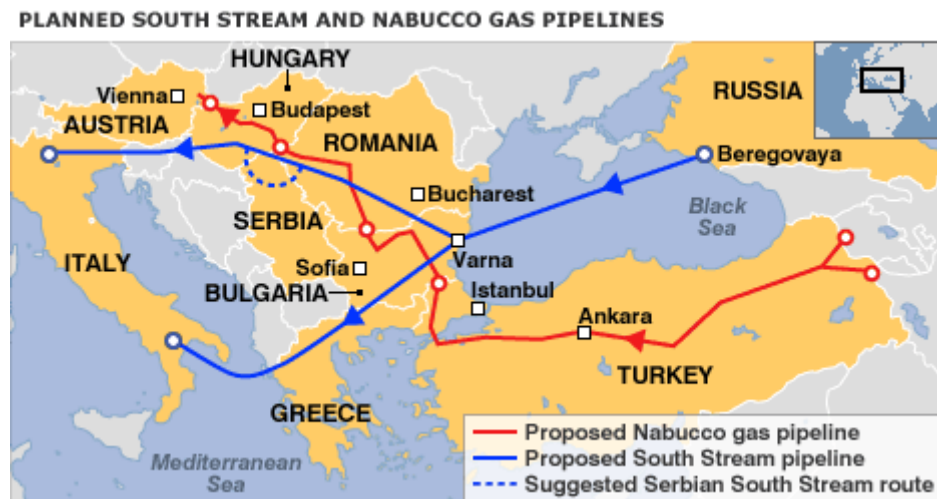 PLANNED SOUTH STREAM AND NABUCCO GAS PIPELINES
HUNGARY
RUSSIA
Vienna
Budapest
AUSTRIA
ROMANIA
Beregovaya
Bucharest
Black
Sea
SERBIA
ITALY
Varna
Sofia
BULGARIA
Istanbul
Ankara
TURKEY
GREECE
Mediterranean
Sea
Proposed Nabucco gas pipeline
Proposed South Stream pipeline
Suggested Serbian South Stream route